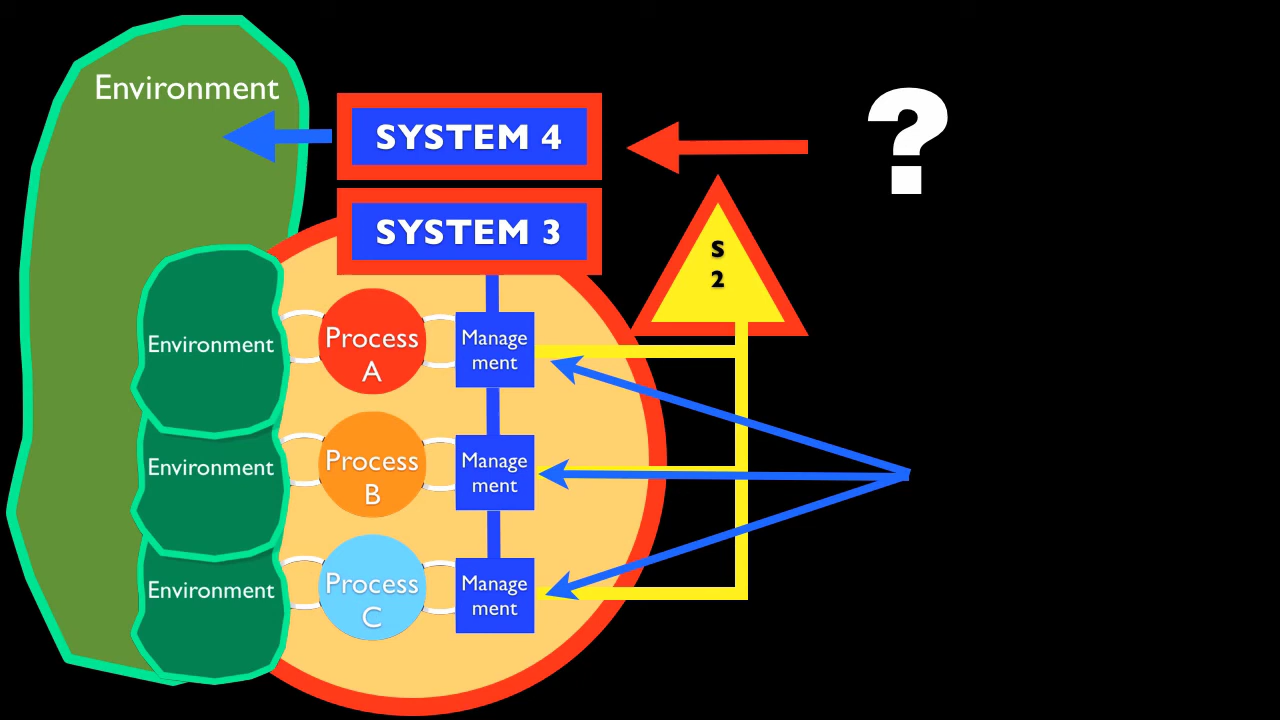 Environment
SYSTEM 4
?
SYSTEM 3
S
2
Environment
Process
A
Manage
ment
Environment
Process
B
Manage
ment
Environment
Process
C
Manage
ment